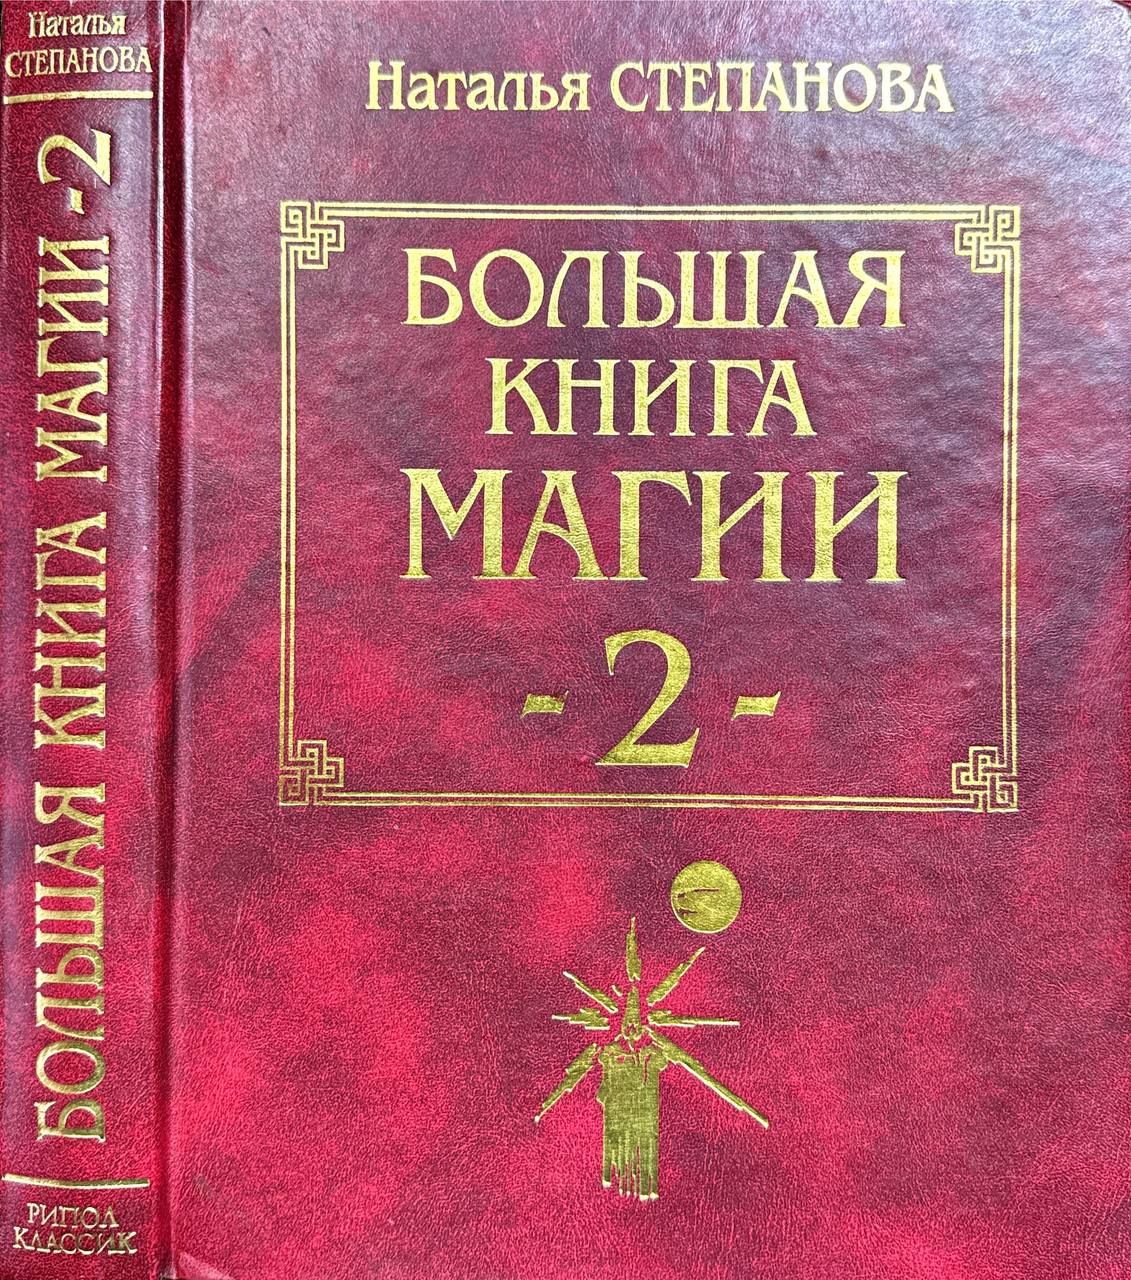 Наталья
СТЕПАНОВА
БОЛЬШАЯ КНИГА МАГИИ -2
РИПОЛ
КЛАССИК
Наталья СТЕПАНОВА
БОЛЬШАЯ
КНИГА
МАГИИ
- 2 -